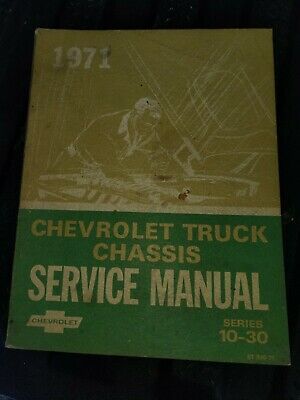 1971
CHEVROLET TRUCK
CHASSIS
SERVICE MANUAL
SERIES
10-30
CHEVROLET